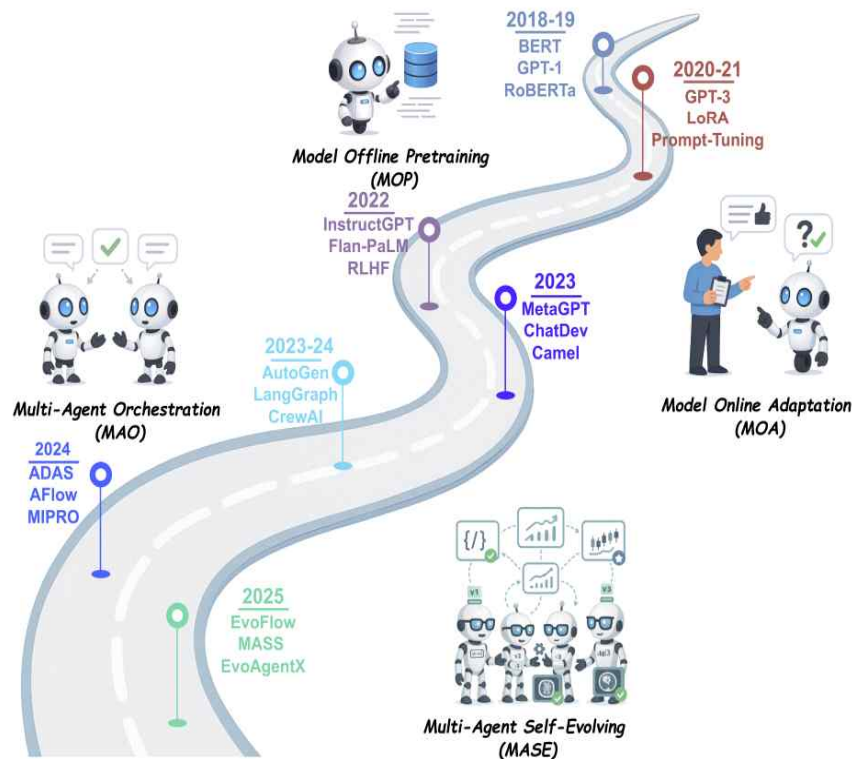 2018-19
BERT
GPT-1
RoBERTa
2020-21
GPT-3
LoRA
Prompt-Tuning
Model Offline Pretraining
(MOP)
2022
InstructGPT
Flan-PaLM
RLHF
2023
MetaGPT
ChatDev
Camel
Model Online Adaptation
(MOA)
2023-24
AutoGen
LangGraph
CrewAI
Multi-Agent Orchestration
(MAO)
2024
ADAS
AFlow
MIPRO
2025
EvoFlow
MASS
EvoAgentX
{/}
V1
V3
Multi-Agent Self-Evolving
(MASE)